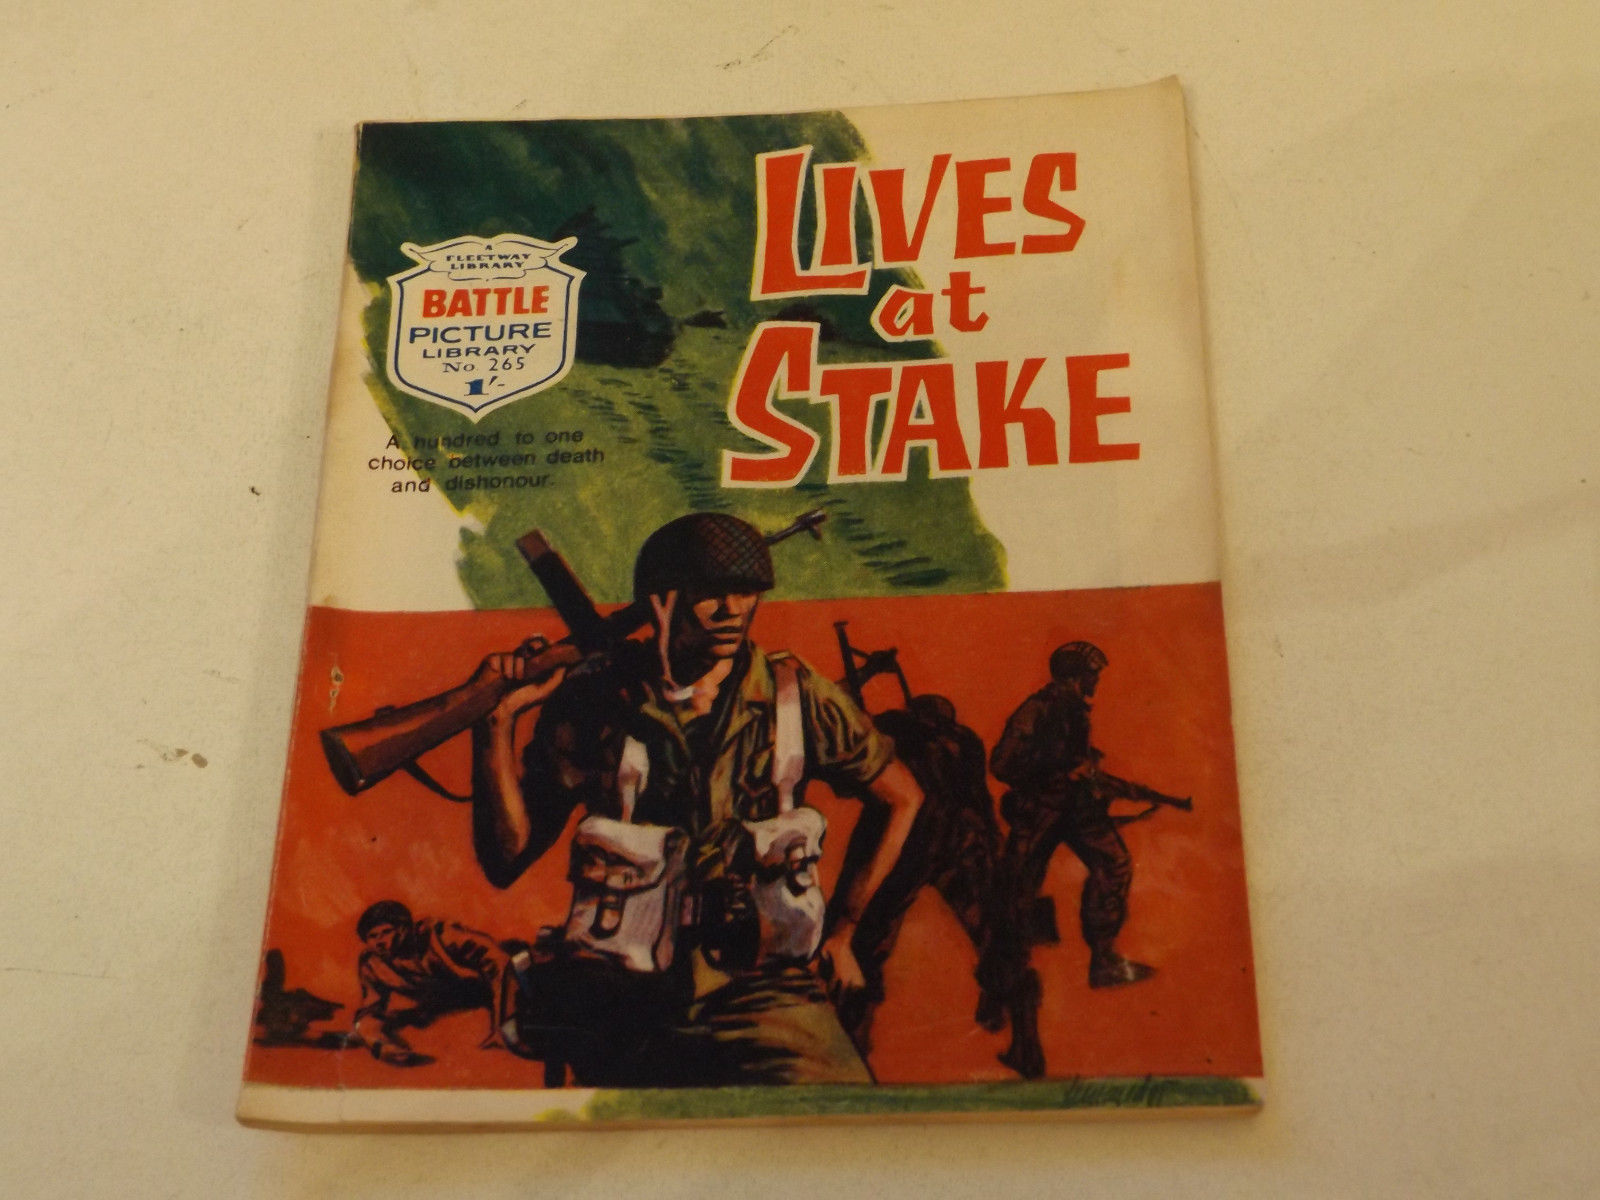 LIVES
at
STAKE
A
FLEETWAY
LIBRARY
BATTLE
PICTURE
LIBRARY
No 265
1/-
A hundred to one
choice between death
and dishonour.